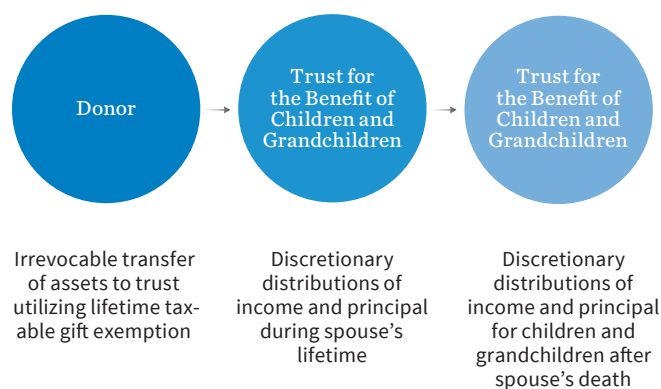 Donor
Trust for
the Benefit of
Children and
Grandchildren
Trust for
the Benefit of
Children and
Grandchildren
Irrevocable transfer
of assets to trust
utilizing lifetime tax-
able gift exemption
Discretionary
distributions of
income and principal
during spouse’s
lifetime
Discretionary
distributions of
income and principal
for children and
grandchildren after
spouse’s death